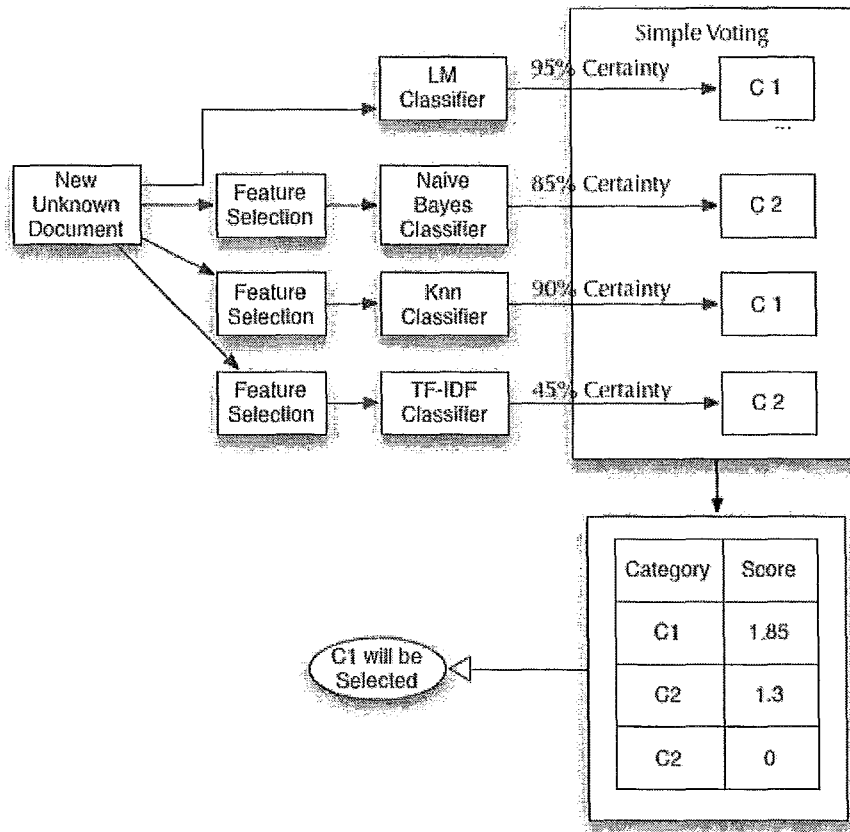 Simple Voting
LM
Classifier
95% Certainty
C 1
...
New
Unknown
Document
Feature
Selection
Naive
Bayes
Classifier
85% Certainty
C 2
Feature
Selection
Knn
Classifier
90% Certainty
C 1
Feature
Selection
TF-IDF
Classifier
45% Certainty
C 2
Category Score
C1 1.85
C2 1.3
C2 0
C1 will be
Selected